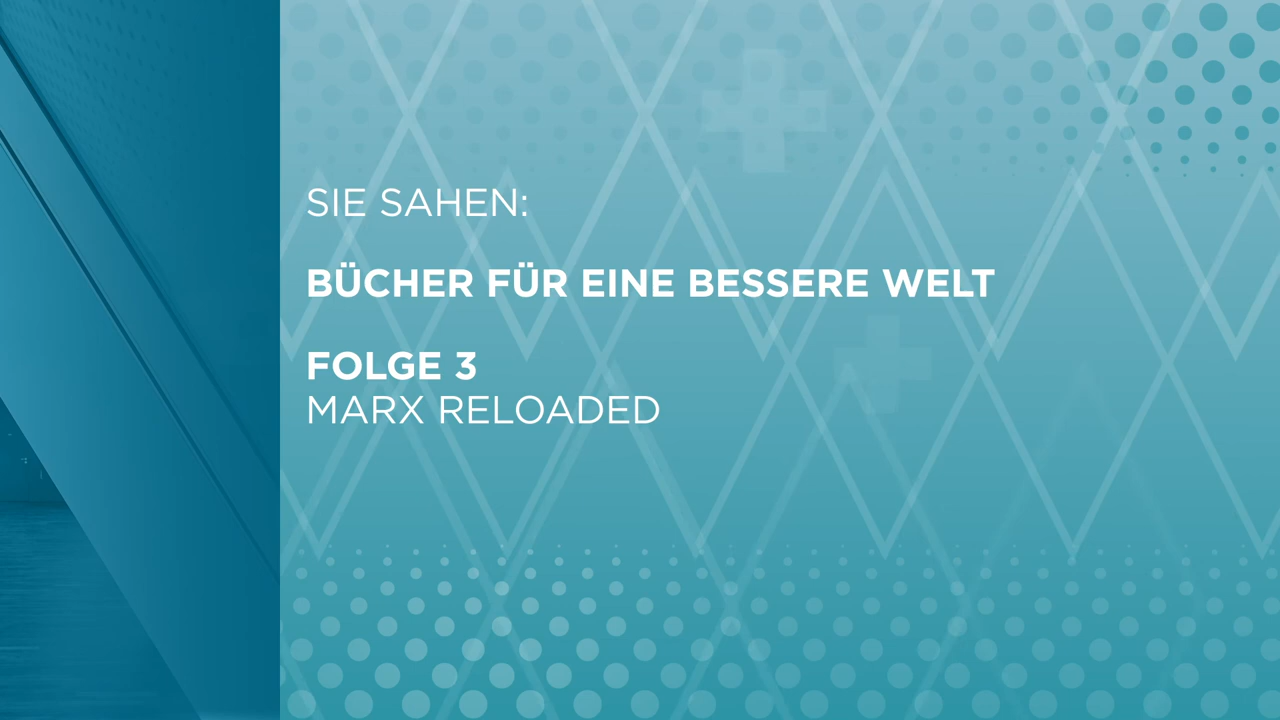 SIE SAHEN:
BÜCHER FÜR EINE BESSERE WELT
FOLGE 3
MARX RELOADED